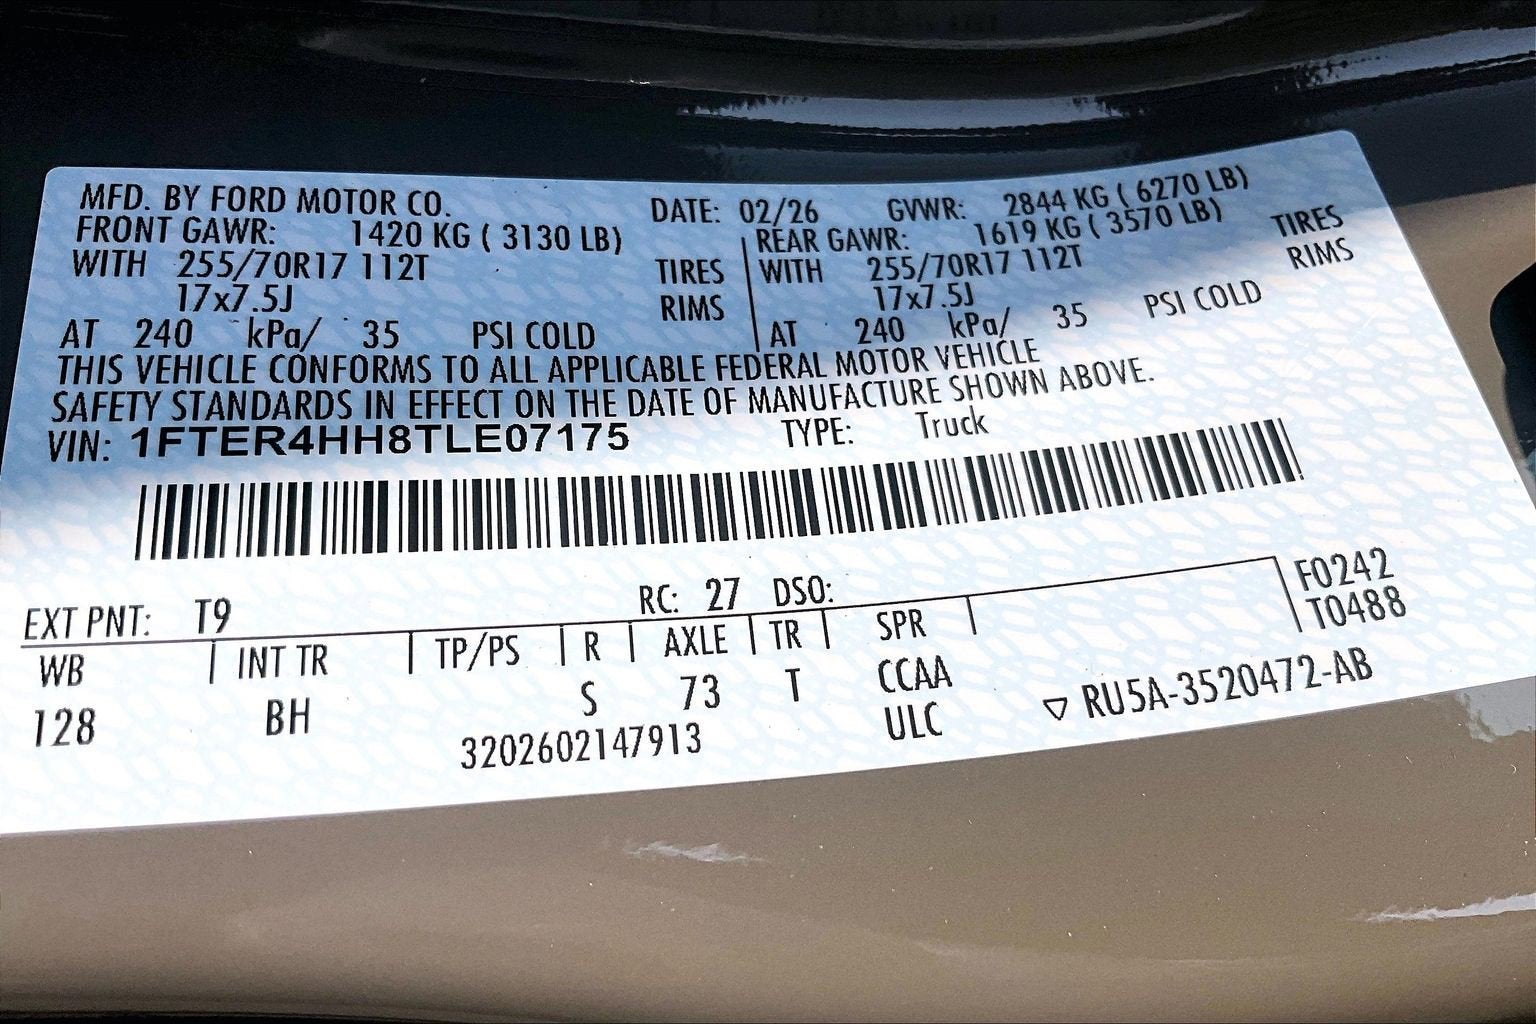 MFD. BY FORD MOTOR CO. DATE: 02/26 GVWR: 2844 KG ( 6270 LB)
FRONT GAWR: 1420 KG ( 3130 LB) REAR GAWR: 1619 KG ( 3570 LB)
WITH 255/70R17 112T TIRES WITH 255/70R17 112T TIRES
17x7.5J RIMS 17x7.5J RIMS
AT 240 kPa/ 35 PSI COLD AT 240 kPa/ 35 PSI COLD
THIS VEHICLE CONFORMS TO ALL APPLICABLE FEDERAL MOTOR VEHICLE
SAFETY STANDARDS IN EFFECT ON THE DATE OF MANUFACTURE SHOWN ABOVE.
VIN: 1FTER4HH8TLE07175 TYPE: Truck
EXT PNT: T9 RC: 27 DSO: F0242
WB INT TR TP/PS R AXLE TR SPR T0488
128 BH S 73 T CCAA
3202602147913 ULC ▽ RU5A-3520472-AB